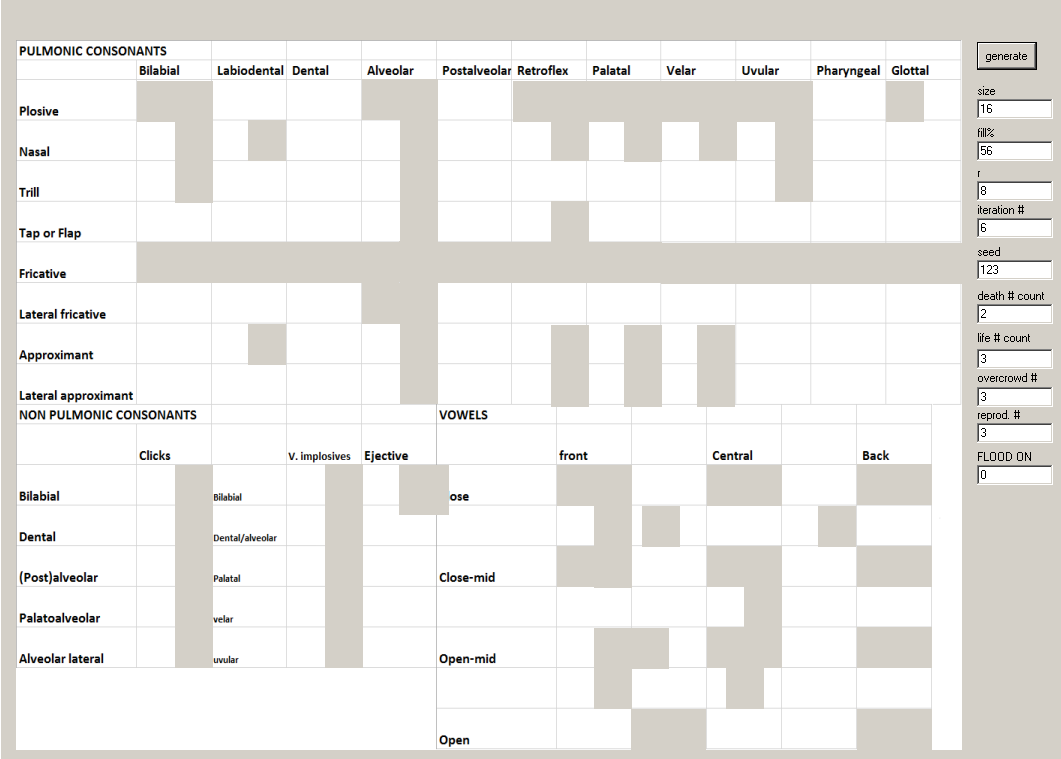 PULMONIC CONSONANTS
Bilabial Labiodental Dental Alveolar Postalveolar Retroflex Palatal Velar Uvular Pharyngeal Glottal
Plosive
Nasal
Trill
Tap or Flap
Fricative
Lateral fricative
Approximant
Lateral approximant
NON PULMONIC CONSONANTS
Clicks V. implosives Ejective
Bilabial Bilabial
Dental Dental/alveolar
(Post)alveolar Palatal
Palatoalveolar velar
Alveolar lateral uvular
VOWELS
front Central Back
ose
Close-mid
Open-mid
Open
generate
size
16
fill%
56
r
8
iteration #
6
seed
123
death # count
2
life # count
3
overcrowd #
3
reprod. #
3
FLOOD ON
0